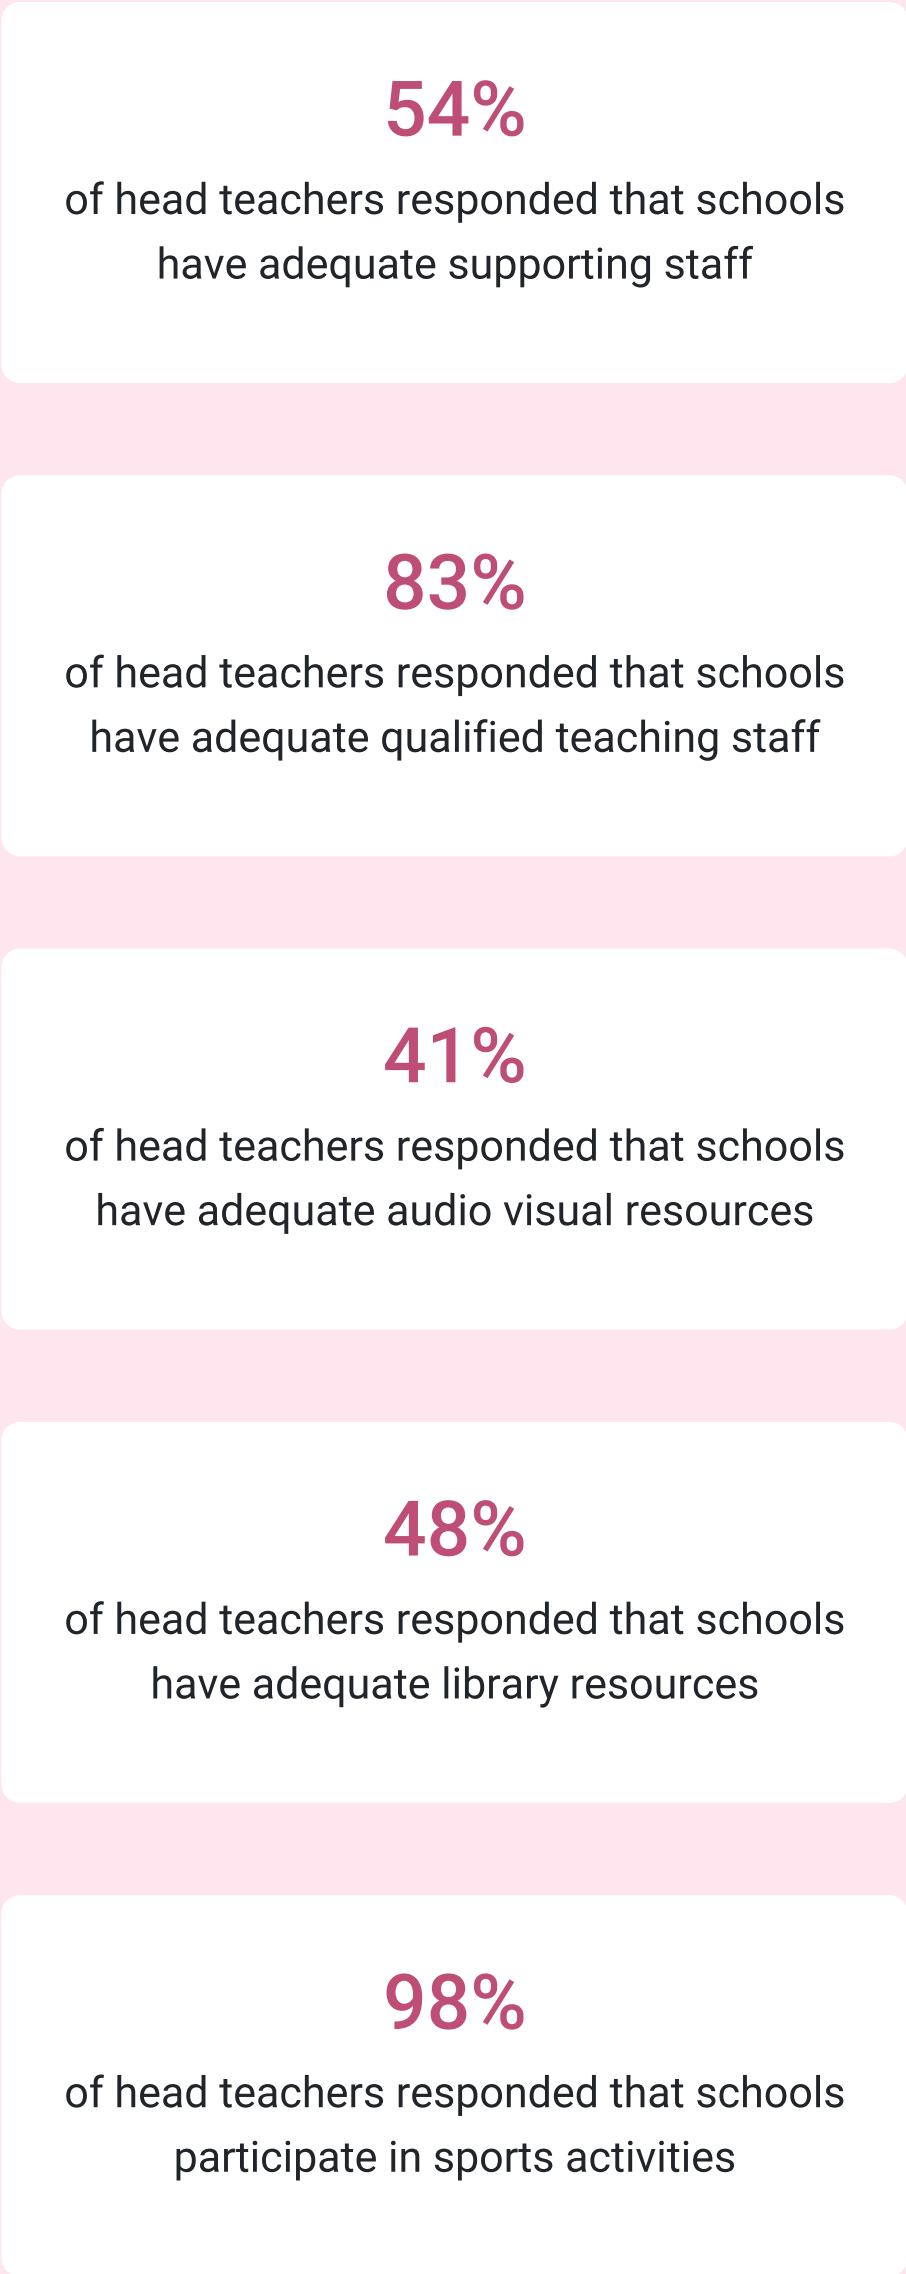 54%
of head teachers responded that schools
have adequate supporting staff
83%
of head teachers responded that schools
have adequate qualified teaching staff
41%
of head teachers responded that schools
have adequate audio visual resources
48%
of head teachers responded that schools
have adequate library resources
98%
of head teachers responded that schools
participate in sports activities